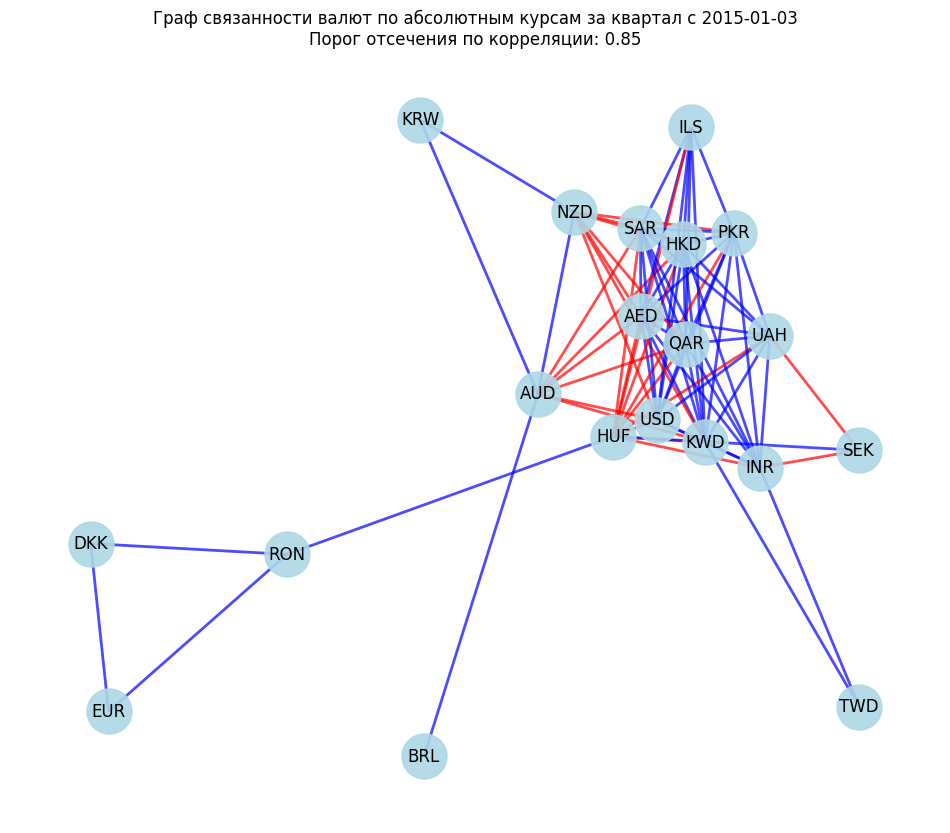 Граф связанности валют по абсолютным курсам за квартал с 2015-01-03
Порог отсечения по корреляции: 0.85
KRW
ILS
NZD
SAR
HKD
PKR
AED
QAR
UAH
AUD
USD
HUF
KWD
SEK
INR
DKK
RON
EUR
TWD
BRL